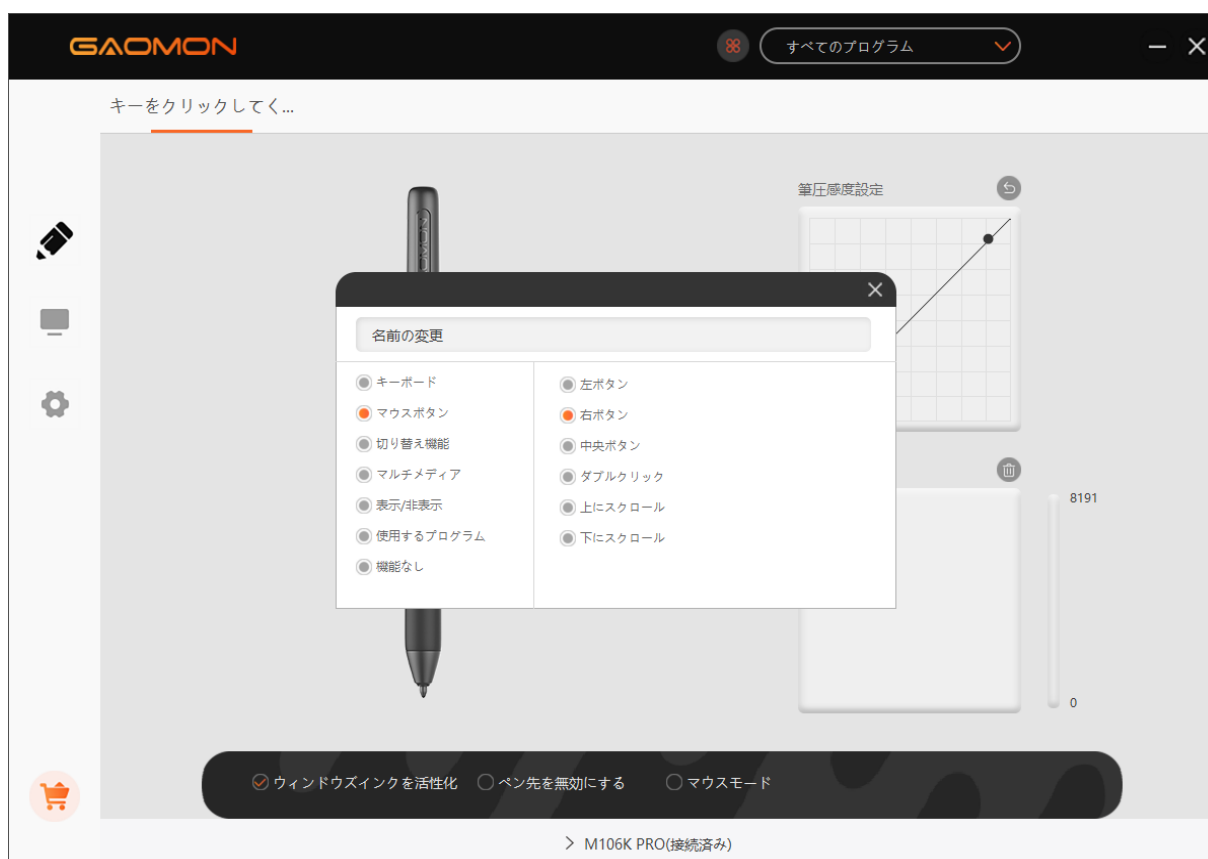 GAOMON
すべてのプログラム
キーをクリックしてく...
筆圧感度設定
名前の変更
キーボード
マウスボタン
切り替え機能
マルチメディア
表示/非表示
使用するプログラム
機能なし
左ボタン
右ボタン
中央ボタン
ダブルクリック
上にスクロール
下にスクロール
8191
0
ウィンドウズインクを活性化
ペン先を無効にする
マウスモード
M106K PRO(接続済み)